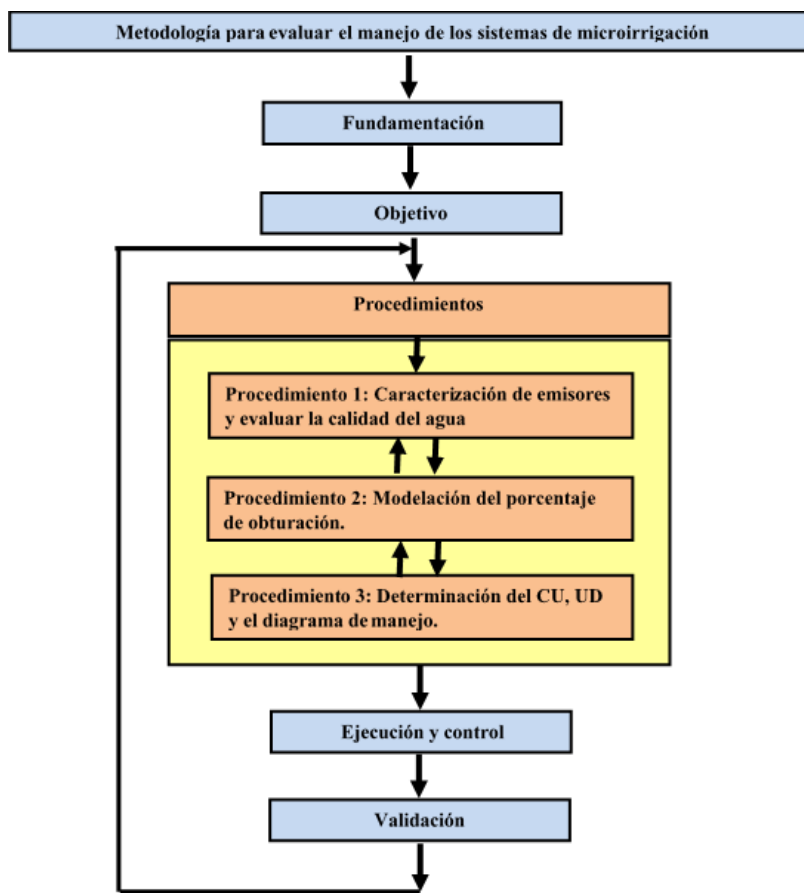 Metodología para evaluar el manejo de los sistemas de microirrigación
Fundamentación
Objetivo
Procedimientos
Procedimiento 1: Caracterización de emisores
y evaluar la calidad del agua
Procedimiento 2: Modelación del porcentaje
de obturación.
Procedimiento 3: Determinación del CU, UD
y el diagrama de manejo.
Ejecución y control
Validación